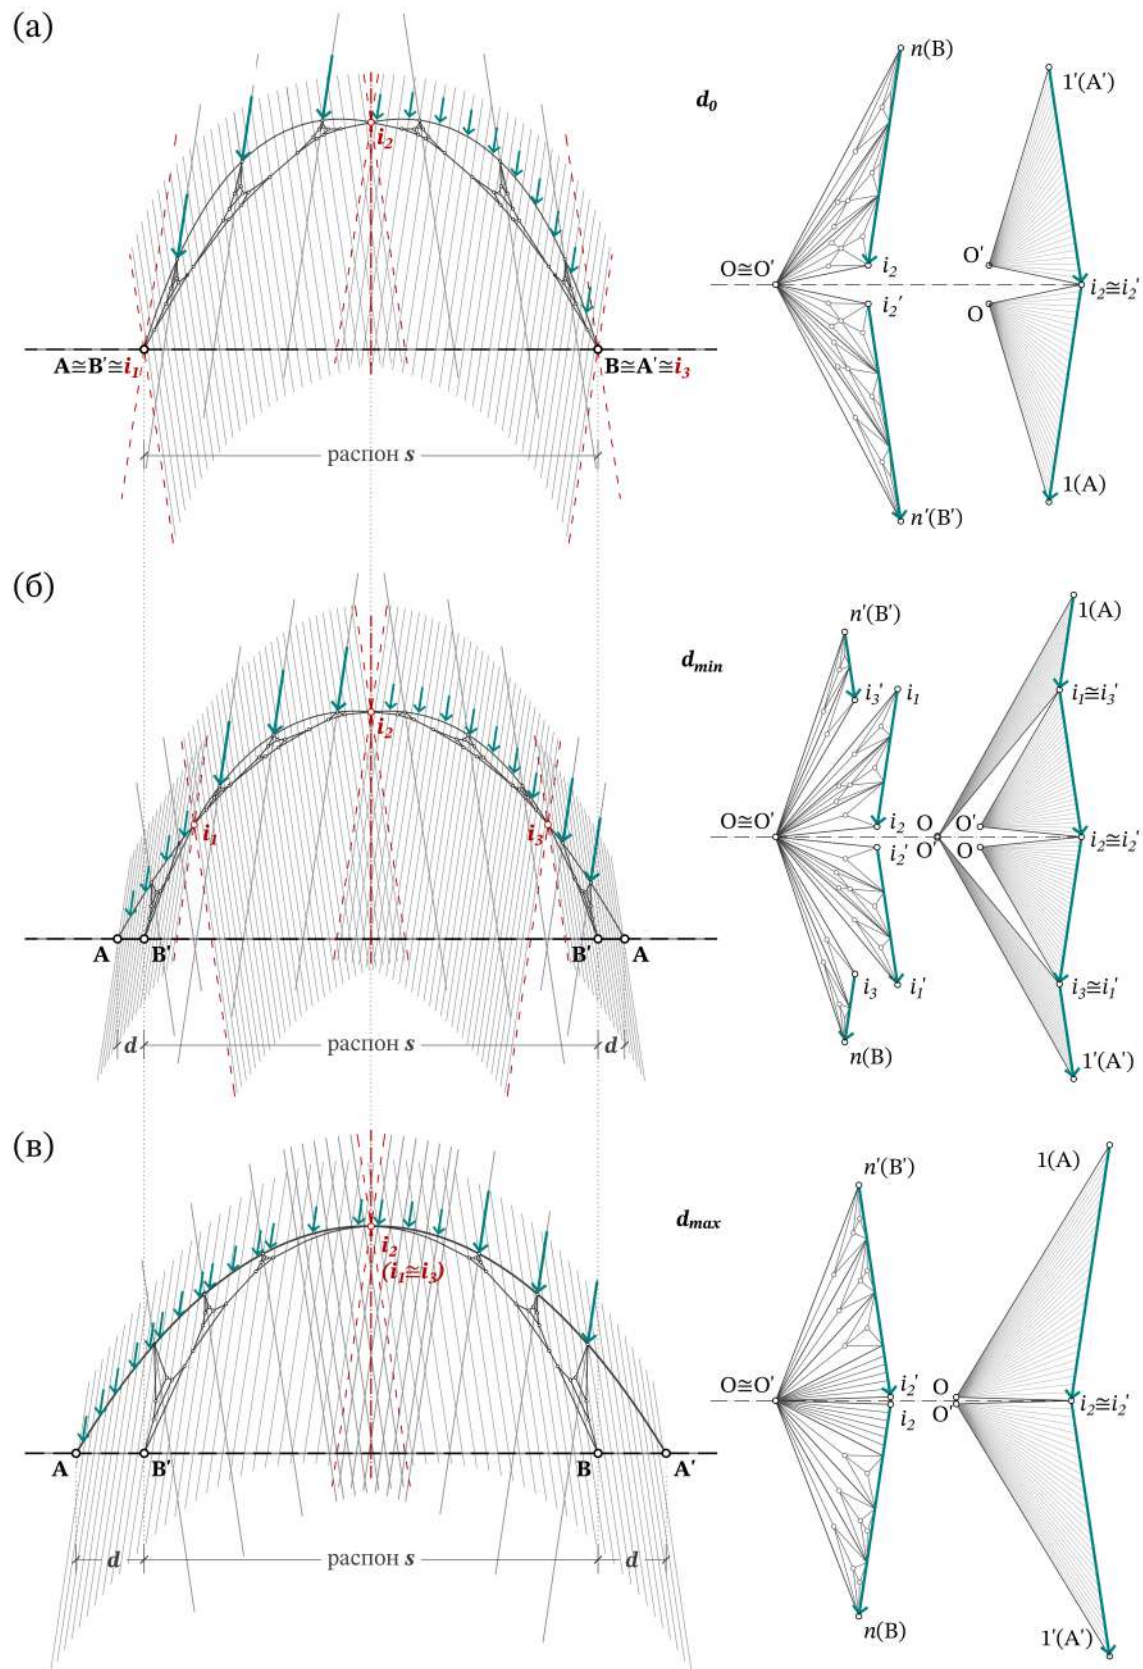 (а)
n(B)
d₀
1'(A')
i₂
O≅O'
i₂
O'
i₂≅i₂'
i₂'
O
A≅B'≅i₁
B≅A'≅i₃
распон s
1(A)
n'(B')
(б)
n'(B')
1(A)
d_min
i₃'
i₁
i₁≅i₃'
i₂
i₁
i₃
O≅O'
i₂
O
O'
i₂≅i₂'
i₂'
O'
O
A
B'
B'
A
i₃
i₁'
i₃≅i₁'
d
распон s
d
n(B)
1'(A')
(в)
1(A)
n'(B')
d_max
i₂
(i₁≅i₃)
O≅O'
i₂'
O
i₂≅i₂'
i₂
O'
A
B'
B
A'
d
распон s
d
n(B)
1'(A')